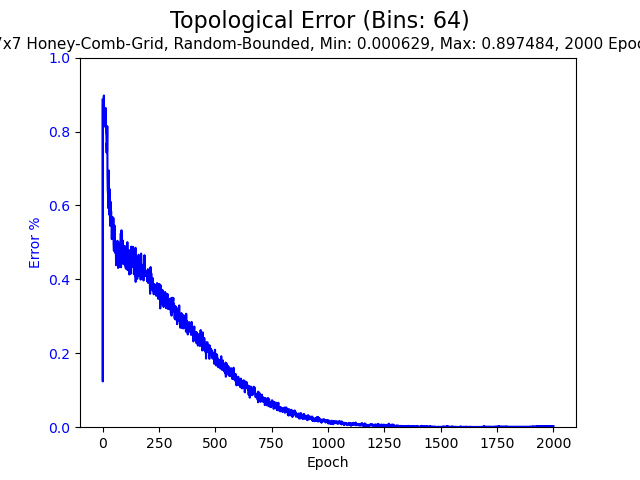 Topological Error (Bins: 64)
x7 Honey-Comb-Grid, Random-Bounded, Min: 0.000629, Max: 0.897484, 2000 Epoc
1.0
0.8
0.6
0.4
0.2
0.0
Error %
0 250 500 750 1000 1250 1500 1750 2000
Epoch